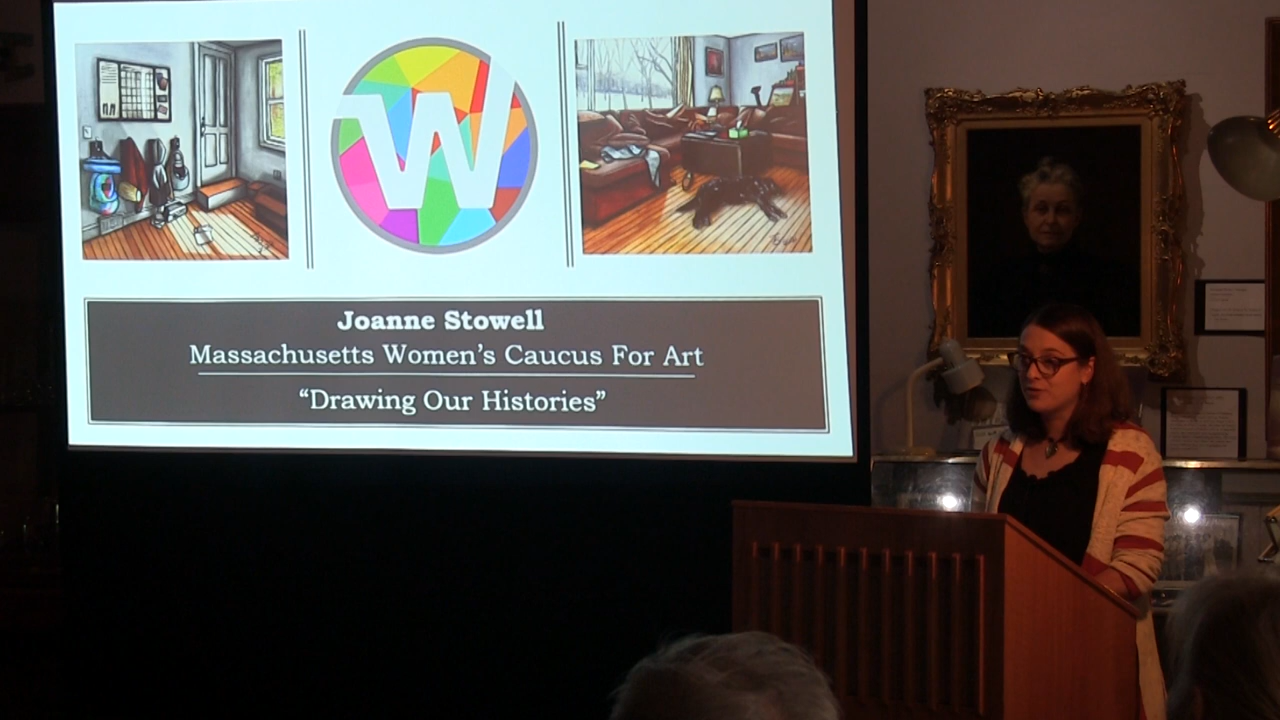 W
Joanne Stowell
Massachusetts Women’s Caucus For Art
“Drawing Our Histories”